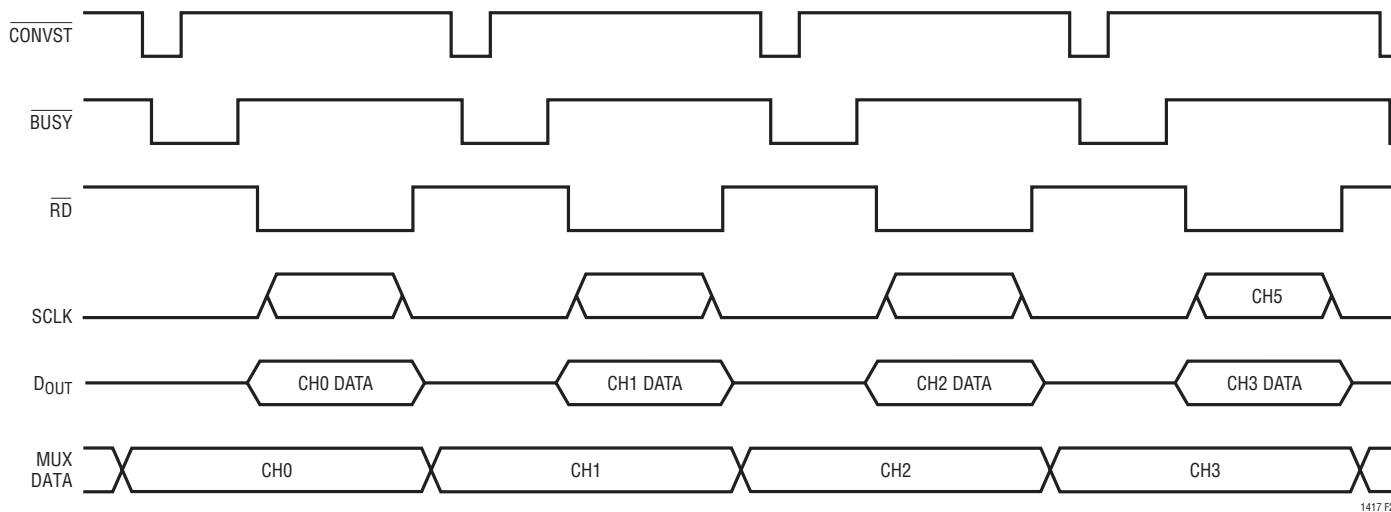 CONVST
BUSY
RD
SCLK
CH5
DOUT
CH0 DATA
CH1 DATA
CH2 DATA
CH3 DATA
MUX
DATA
CH0
CH1
CH2
CH3
1417